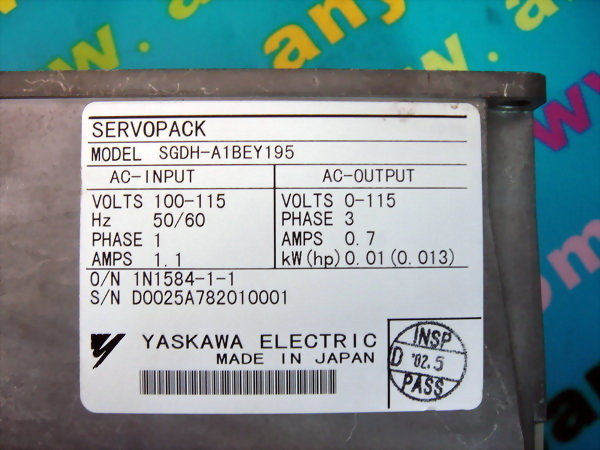 SERVOPACK
MODEL SGDH-A1BEY195
AC-INPUT AC-OUTPUT
VOLTS 100-115 VOLTS 0-115
Hz 50/60 PHASE 3
PHASE 1 AMPS 0.7
AMPS 1.1 kW(hp) 0.01(0.013)
O/N 1N1584-1-1
S/N D0025A782010001
YASKAWA ELECTRIC
MADE IN JAPAN
INSP
D '02.5
PASS